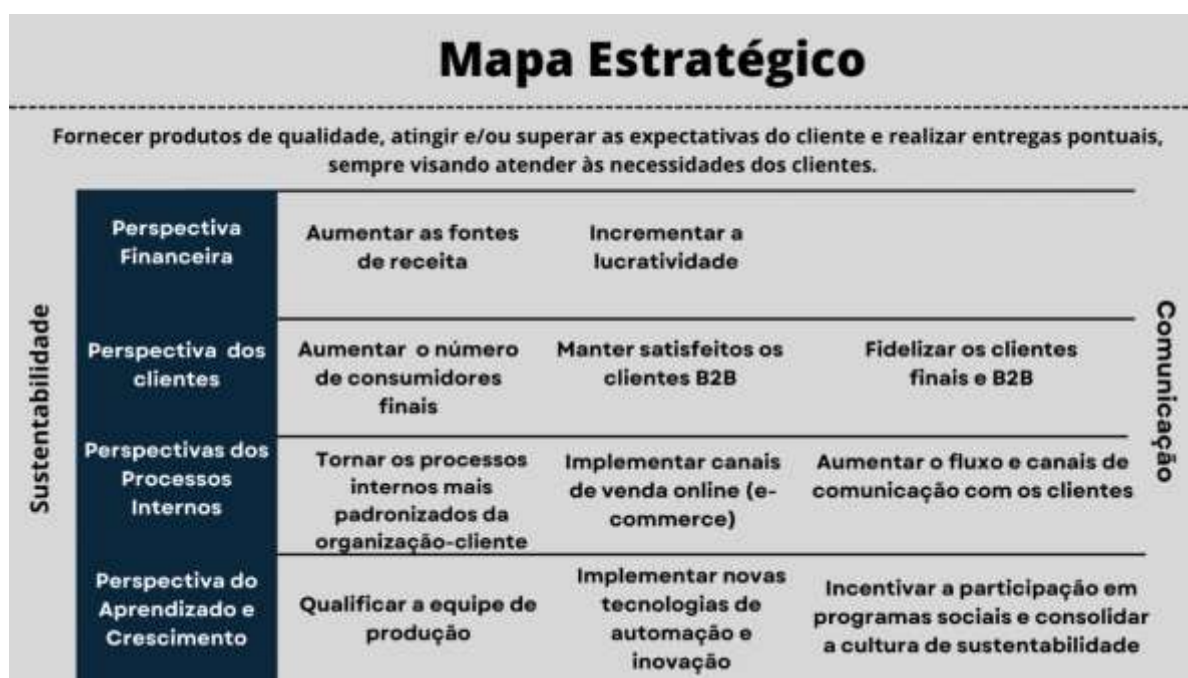 Mapa Estratégico
Fornecer produtos de qualidade, atingir e/ou superar as expectativas do cliente e realizar entregas pontuais,
sempre visando atender às necessidades dos clientes.
Sustentabilidade
Perspectiva
Financeira
Aumentar as fontes
de receita
Incrementar a
lucratividade
Perspectiva dos
clientes
Aumentar o número
de consumidores
finais
Manter satisfeitos os
clientes B2B
Fidelizar os clientes
finais e B2B
Perspectivas dos
Processos
Internos
Tornar os processos
internos mais
padronizados da
organização-cliente
Implementar canais
de venda online (e-
commerce)
Aumentar o fluxo e canais de
comunicação com os clientes
Perspectiva do
Aprendizado e
Crescimento
Qualificar a equipe de
produção
Implementar novas
tecnologias de
automação e
inovação
Incentivar a participação em
programas sociais e consolidar
a cultura de sustentabilidade
Comunicação